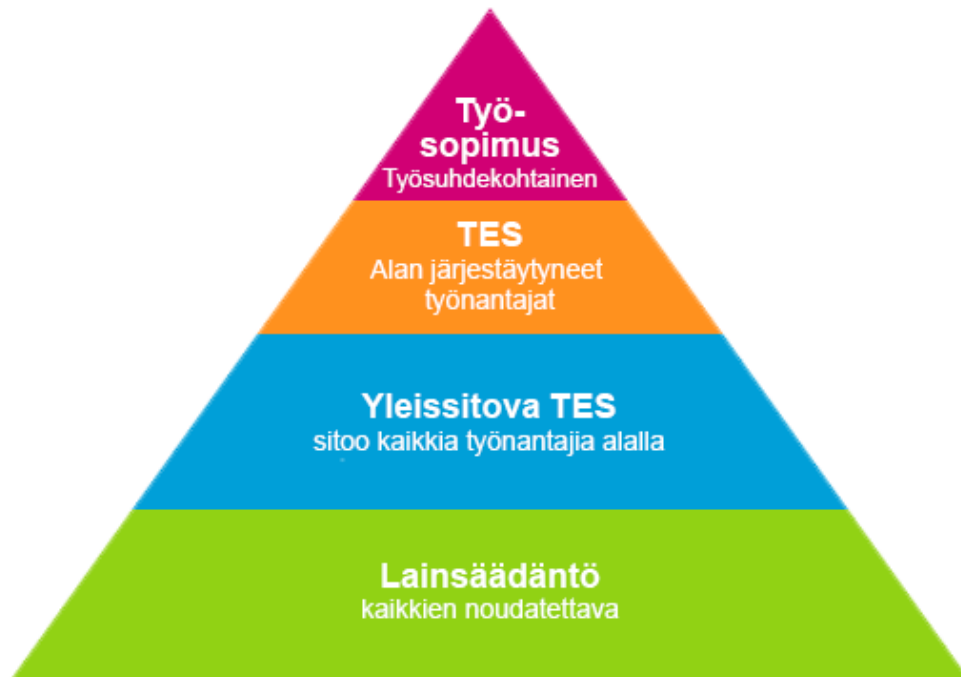 Työ-
sopimus
Työsuhdekohtainen
TES
Alan järjestäytyneet
työnantajat
Yleissitova TES
sitoo kaikkia työnantajia alalla
Lainsäädäntö
kaikkien noudatettava